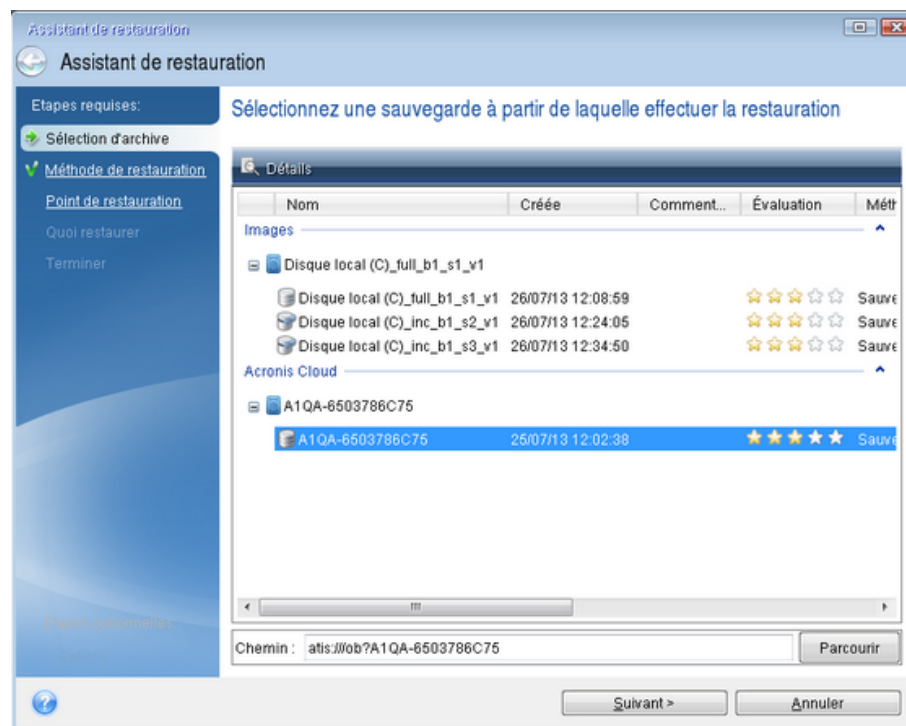 Assistant de restauration
Assistant de restauration
Etapes requises:
Sélection d'archive
Méthode de restauration
Point de restauration
Quoi restaurer
Terminer
Sélectionnez une sauvegarde à partir de laquelle effectuer la restauration
Détails
Nom Créée Comment... Évaluation Méth
Images
Disque local (C)_full_b1_s1_v1
Disque local (C)_full_b1_s1_v1 26/07/13 12:08:59 Sauve
Disque local (C)_inc_b1_s2_v1 26/07/13 12:24:05 Sauve
Disque local (C)_inc_b1_s3_v1 26/07/13 12:34:50 Sauve
Acronis Cloud
A1QA-6503786C75
A1QA-6503786C75 25/07/13 12:02:38 Sauve
Chemin : atis:///ob?A1QA-6503786C75 Parcourir
Suivant > Annuler